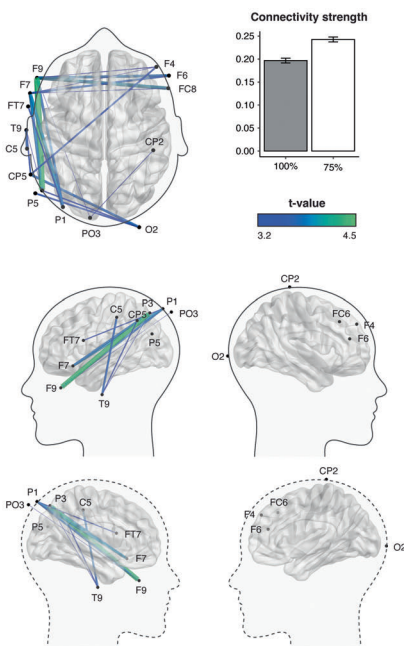 Connectivity strength
0.25
0.20
0.15
0.10
0.05
0.00
100%
75%
t-value
3.2
4.5
F9
F7
FT7
T9
C5
CP5
P5
P1
PO3
O2
CP2
F4
F6
FC8
C5
P3
P1
CP5
PO3
P5
FT7
F7
F9
T9
CP2
FC6
F4
F6
O2
P1
PO3
P3
C5
P5
FT7
F7
F9
T9
CP2
FC6
F4
F6
O2